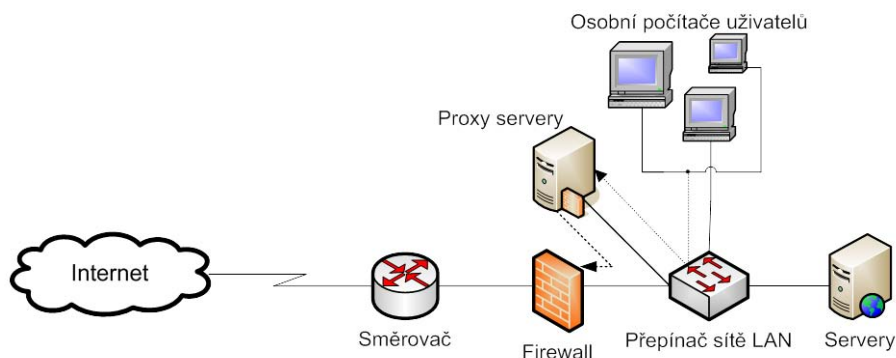 Osobní počítače uživatelů
Proxy servery
Internet
Směrovač
Firewall
Přepínač sítě LAN
Servery